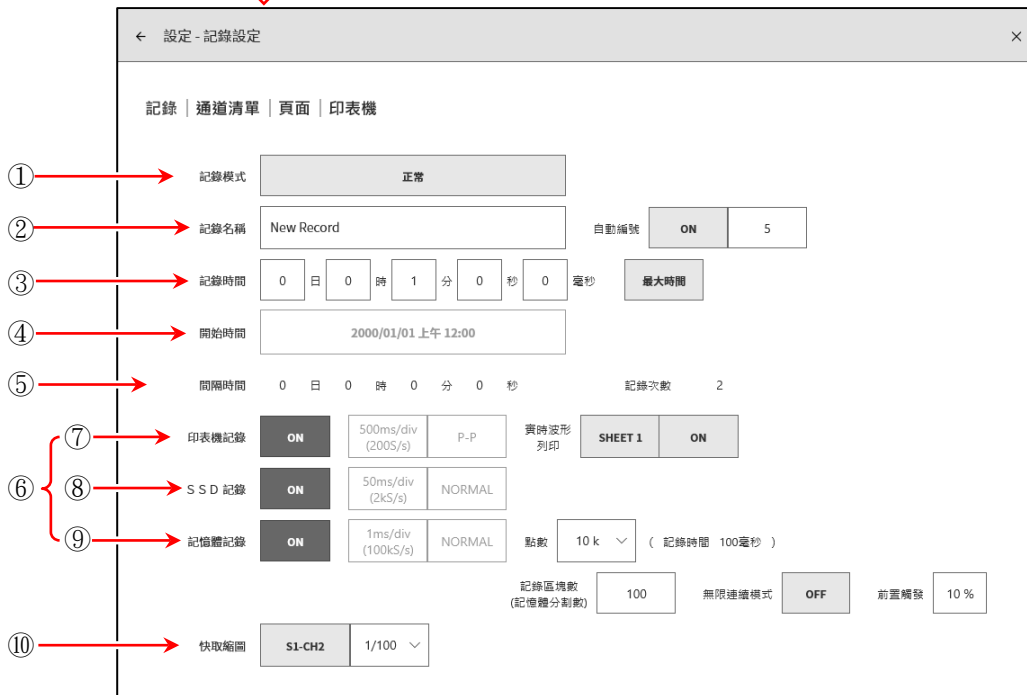 ← 設定 - 記錄設定 ×
記錄 | 通道清單 | 頁面 | 印表機
① 記錄模式 正常
② 記錄名稱 New Record 自動編號 ON 5
③ 記錄時間 0 日 0 時 1 分 0 秒 0 毫秒 最大時間
④ 開始時間 2000/01/01 上午 12:00
⑤ 間隔時間 0 日 0 時 0 分 0 秒 記錄次數 2
⑥ ⑦ 印表機記錄 ON 500ms/div (200S/s) P-P 實時波形列印 SHEET 1 ON
⑧ SSD 記錄 ON 50ms/div (2kS/s) NORMAL
⑨ 記憶體記錄 ON 1ms/div (100kS/s) NORMAL 點數 10 k ( 記錄時間 100毫秒 )
記錄區塊數 (記憶體分割數) 100 無限連續模式 OFF 前置觸發 10 %
⑩ 快取縮圖 S1-CH2 1/100